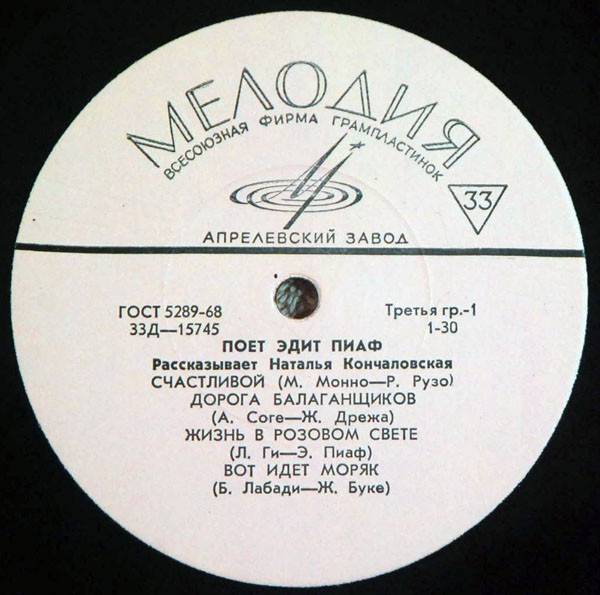 МЕЛОДИЯ
ВСЕСОЮЗНАЯ ФИРМА ГРАМПЛАСТИНОК
33
АПРЕЛЕВСКИЙ ЗАВОД
ГОСТ 5289-68 Третья гр.-1
33Д—15745 1-30
ПОЕТ ЭДИТ ПИАФ
Рассказывает Наталья Кончаловская
СЧАСТЛИВОЙ (М. Монно—Р. Рузо)
ДОРОГА БАЛАГАНЩИКОВ
(А. Соге—Ж. Дрежа)
ЖИЗНЬ В РОЗОВОМ СВЕТЕ
(Л. Ги—Э. Пиаф)
ВОТ ИДЕТ МОРЯК
(Б. Лабади—Ж. Буке)